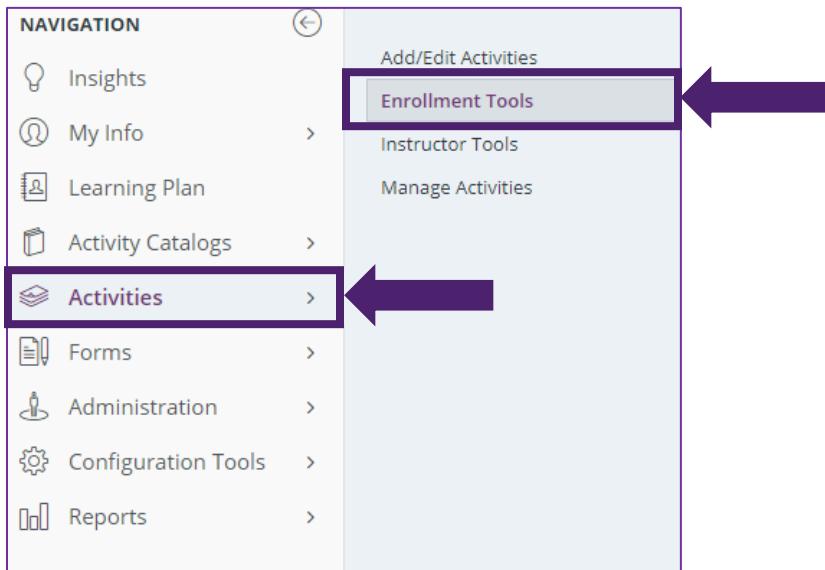 NAVIGATION
Insights
My Info
Learning Plan
Activity Catalogs
Activities
Forms
Administration
Configuration Tools
Reports
Add/Edit Activities
Enrollment Tools
Instructor Tools
Manage Activities